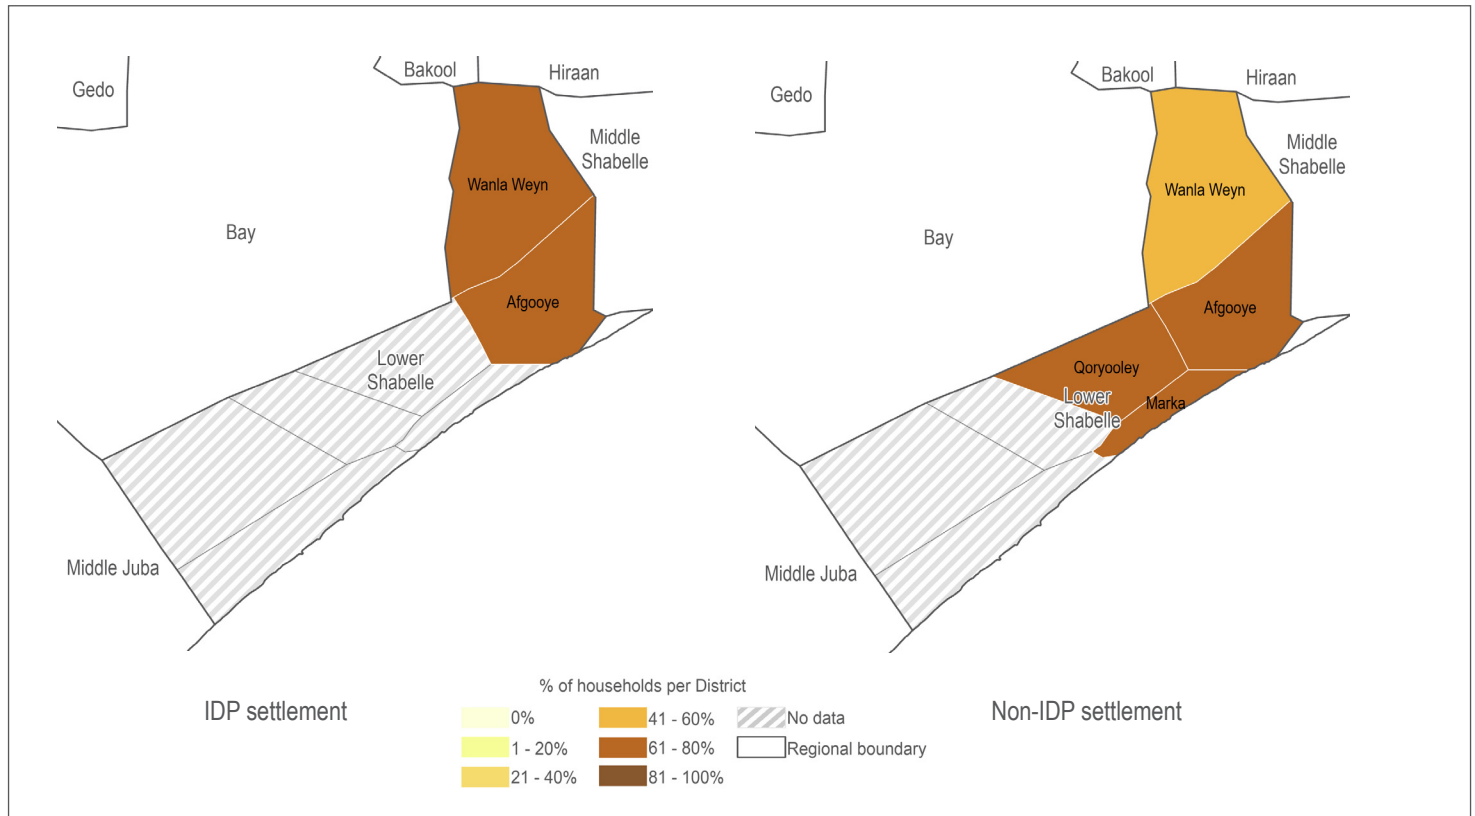 Bakool
Hiraan
Gedo
Middle
Shabelle
Wanla Weyn
Bay
Afgooye
Lower
Shabelle
Middle Juba
IDP settlement
Bakool
Hiraan
Gedo
Middle
Shabelle
Wanla Weyn
Bay
Afgooye
Qoryooley
Lower
Marka
Shabelle
Middle Juba
Non-IDP settlement
% of households per District
0%
1 - 20%
21 - 40%
41 - 60%
61 - 80%
81 - 100%
No data
Regional boundary